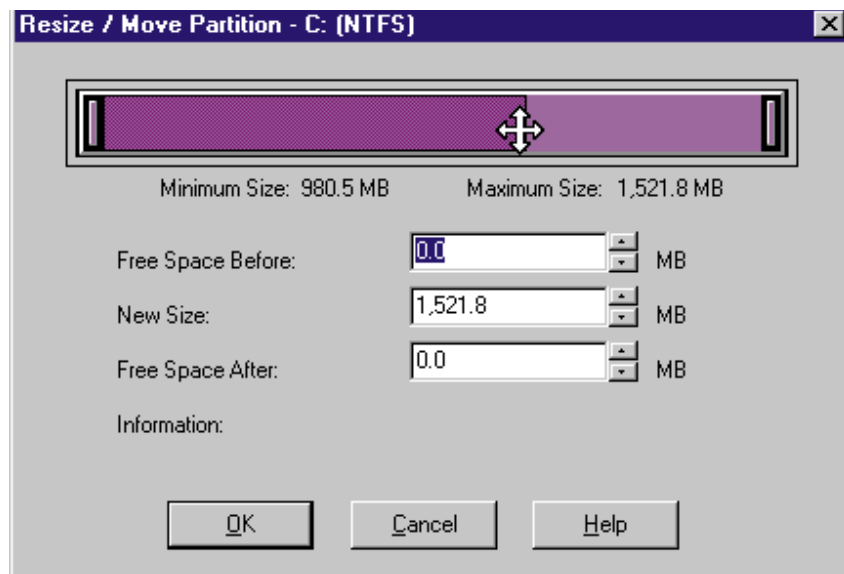 Resize / Move Partition - C: (NTFS)
Minimum Size: 980.5 MB Maximum Size: 1,521.8 MB
Free Space Before: 0.0 MB
New Size: 1,521.8 MB
Free Space After: 0.0 MB
Information:
OK Cancel Help